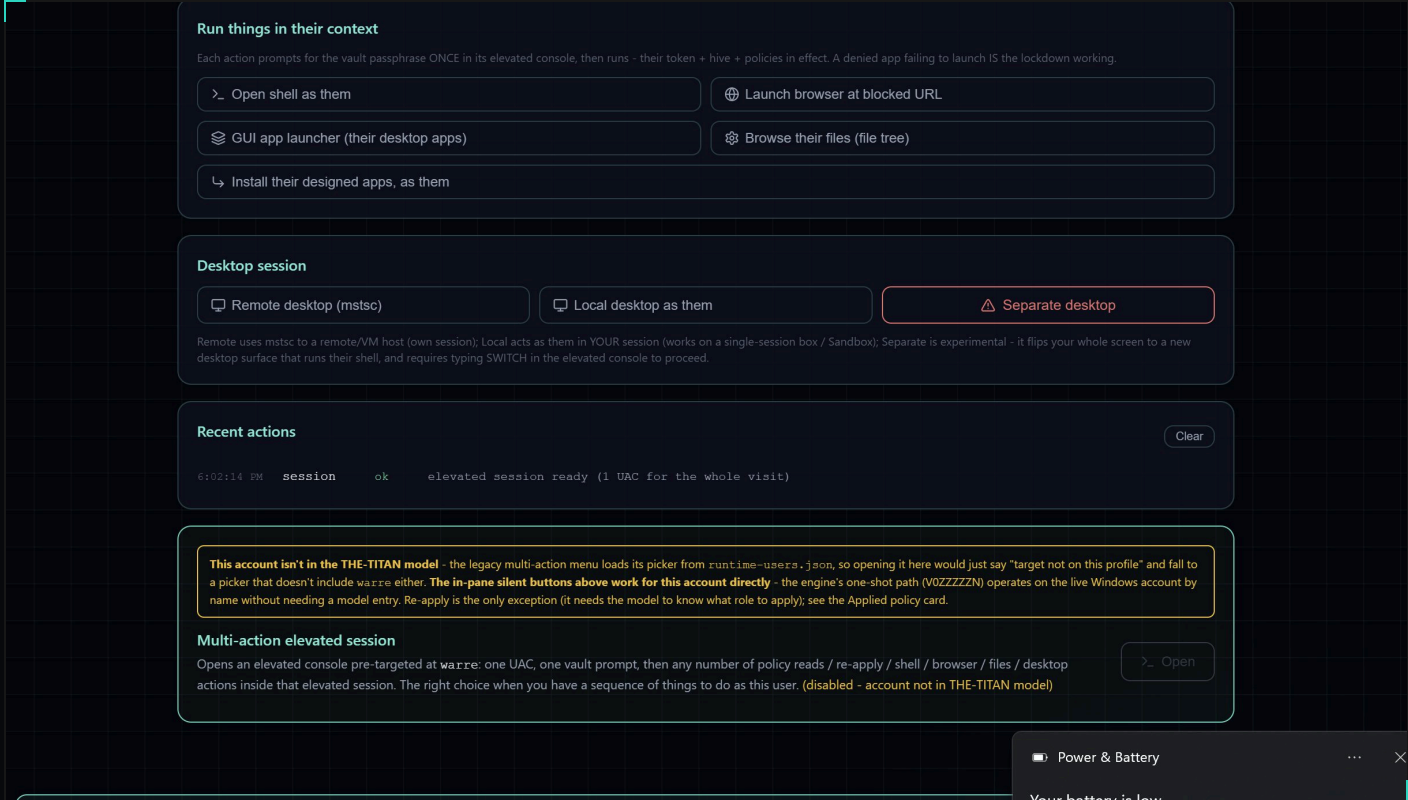 Run things in their context
Each action prompts for the vault passphrase ONCE in its elevated console, then runs - their token + hive + policies in effect. A denied app failing to launch IS the lockdown working.
Open shell as them
Launch browser at blocked URL
GUI app launcher (their desktop apps)
Browse their files (file tree)
Install their designed apps, as them
Desktop session
Remote desktop (mstsc)
Local desktop as them
Separate desktop
Remote uses mstsc to a remote/VM host (own session); Local acts as them in YOUR session (works on a single-session box / Sandbox); Separate is experimental - it flips your whole screen to a new
desktop surface that runs their shell, and requires typing SWITCH in the elevated console to proceed.
Recent actions
Clear
6:02:14 PM session ok elevated session ready (1 UAC for the whole visit)
This account isn't in the THE-TITAN model - the legacy multi-action menu loads its picker from runtime-users.json, so opening it here would just say "target not on this profile" and fall to
a picker that doesn't include warre either. The in-pane silent buttons above work for this account directly - the engine's one-shot path (V0ZZZZZN) operates on the live Windows account by
name without needing a model entry. Re-apply is the only exception (it needs the model to know what role to apply); see the Applied policy card.
Multi-action elevated session
Opens an elevated console pre-targeted at warre: one UAC, one vault prompt, then any number of policy reads / re-apply / shell / browser / files / desktop
actions inside that elevated session. The right choice when you have a sequence of things to do as this user. (disabled - account not in THE-TITAN model)
Open
Power & Battery
Your battery is low